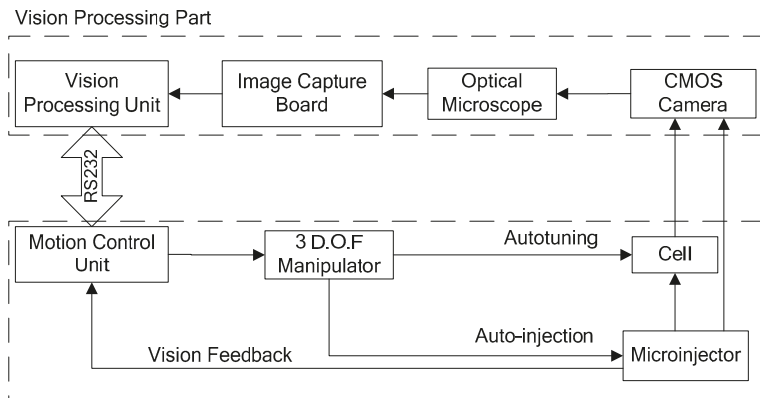 Vision Processing Part
Vision
Processing Unit
Image Capture
Board
Optical
Microscope
CMOS
Camera
RS232
Motion Control
Unit
3 D.O.F
Manipulator
Autotuning
Cell
Auto-injection
Vision Feedback
Microinjector